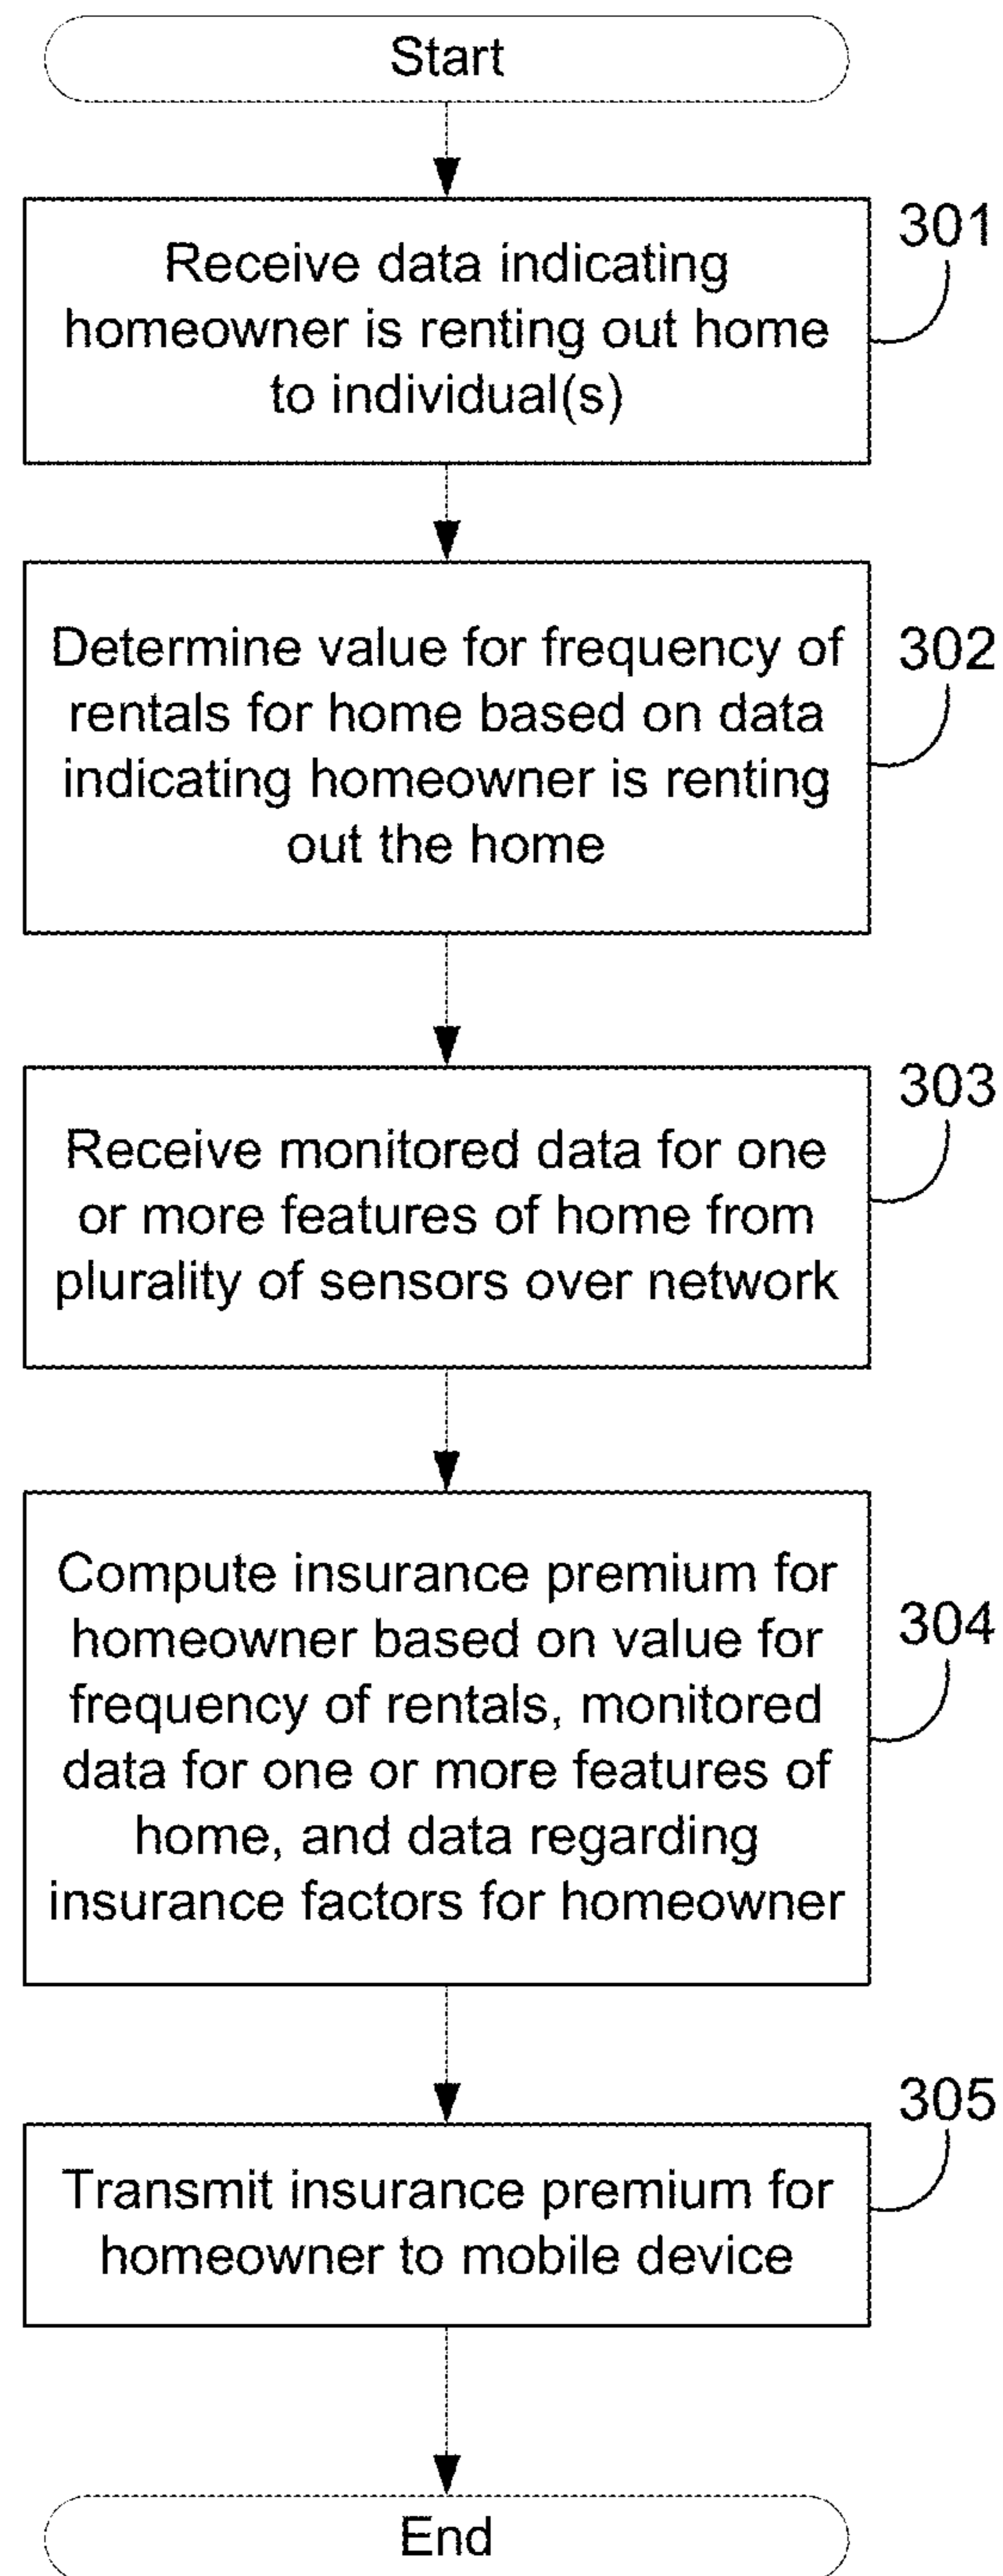 Start
301
Receive data indicating
homeowner is renting out home
to individual(s)
302
Determine value for frequency of
rentals for home based on data
indicating homeowner is renting
out the home
303
Receive monitored data for one
or more features of home from
plurality of sensors over network
304
Compute insurance premium for
homeowner based on value for
frequency of rentals, monitored
data for one or more features of
home, and data regarding
insurance factors for homeowner
305
Transmit insurance premium for
homeowner to mobile device
End